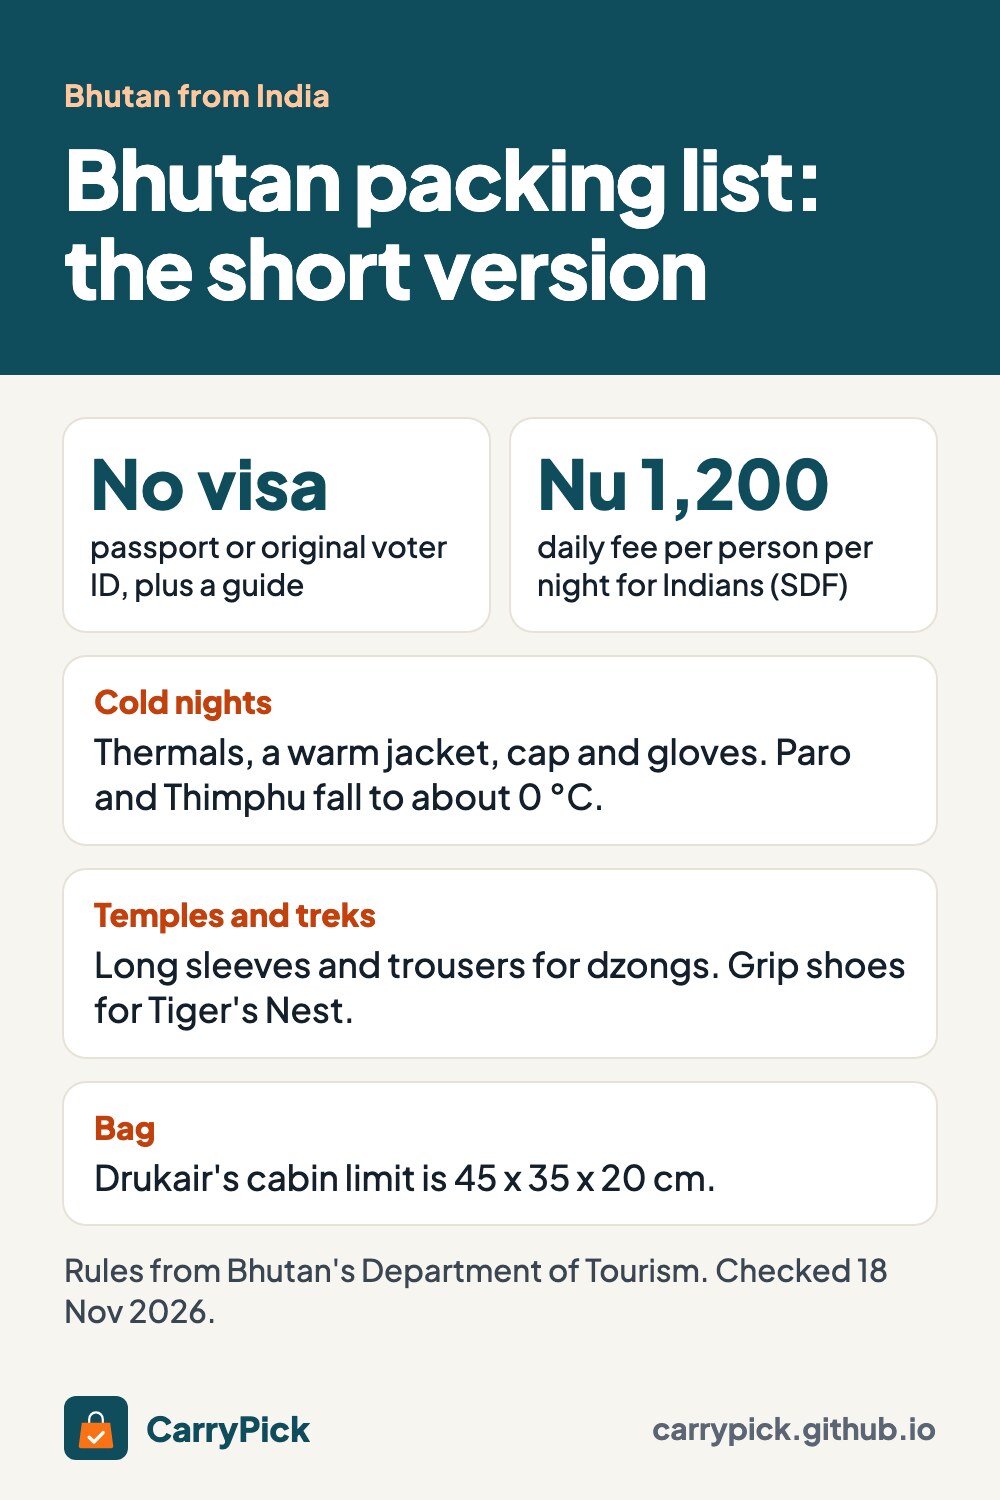 Bhutan from India
Bhutan packing list:
the short version
No visa
passport or original voter
ID, plus a guide
Nu 1,200
daily fee per person per
night for Indians (SDF)
Cold nights
Thermals, a warm jacket, cap and gloves. Paro
and Thimphu fall to about 0 °C.
Temples and treks
Long sleeves and trousers for dzongs. Grip shoes
for Tiger's Nest.
Bag
Drukair's cabin limit is 45 x 35 x 20 cm.
Rules from Bhutan's Department of Tourism. Checked 18
Nov 2026.
CarryPick
carrypick.github.io